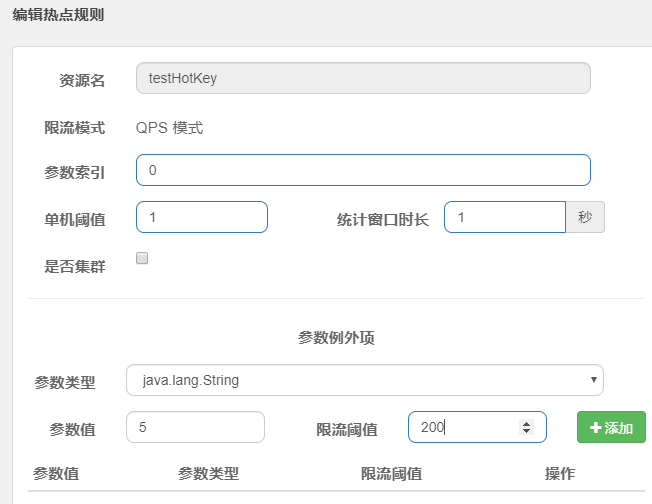 编辑热点规则
资源名 testHotKey
限流模式 QPS 模式
参数索引 0
单机阈值 1 统计窗口时长 1 秒
是否集群
参数例外项
参数类型 java.lang.String
参数值 5 限流阈值 200 添加
参数值 参数类型 限流阈值 操作